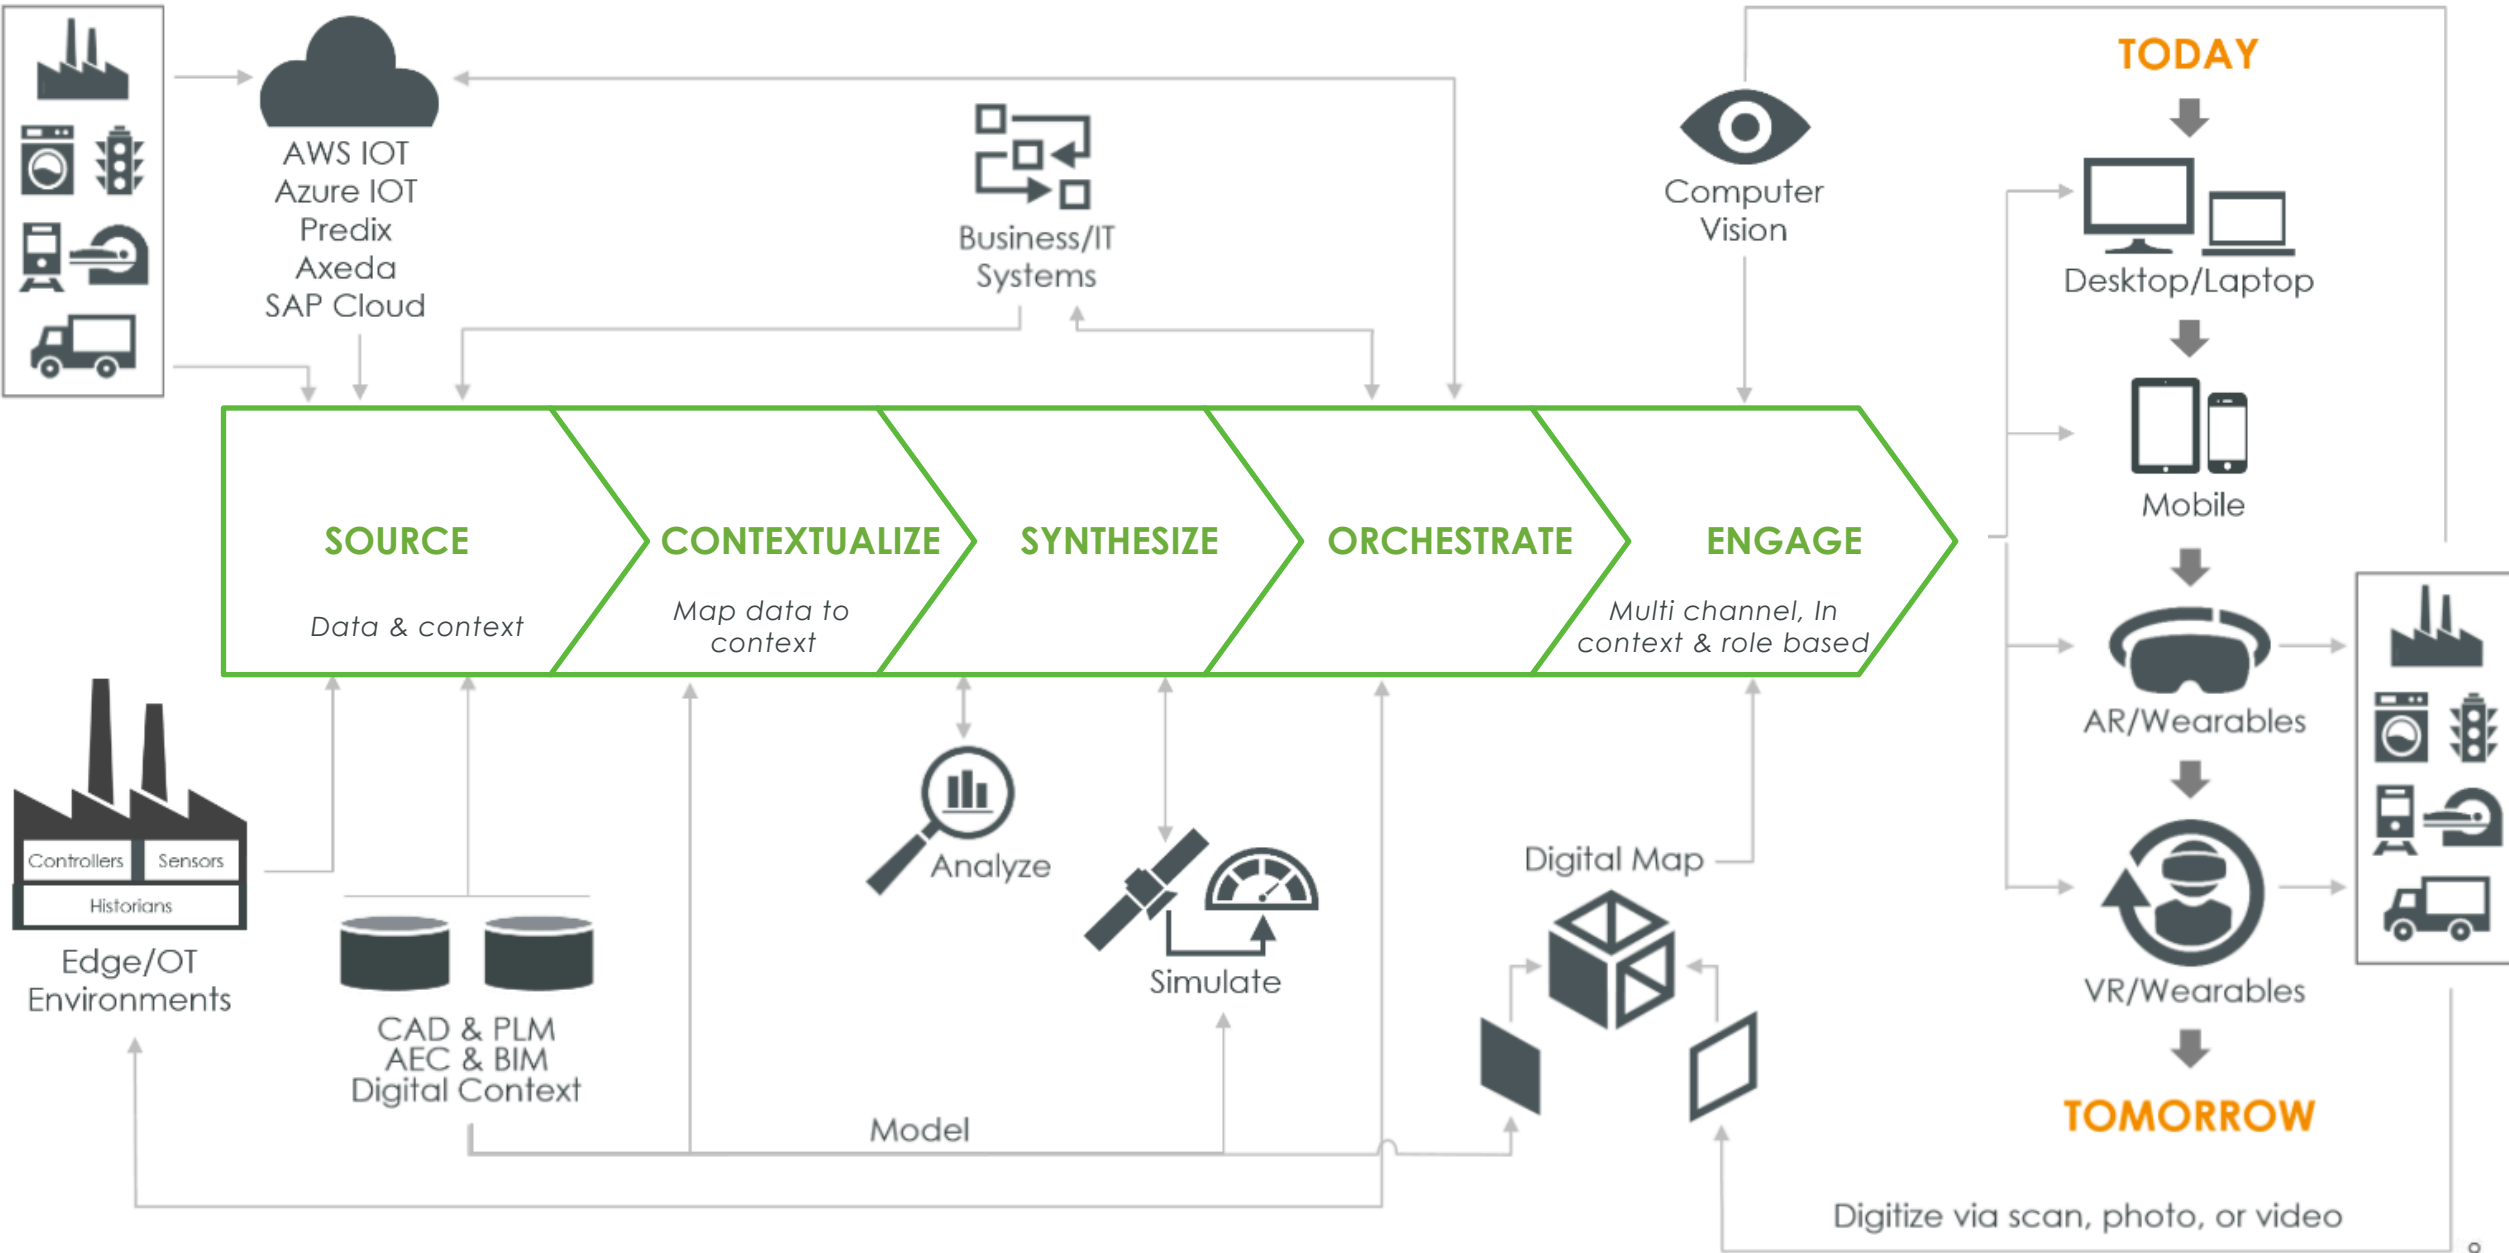 TODAY
AWS IOT
Azure IOT
Predix
Axeda
SAP Cloud
Business/IT
Systems
Computer
Vision
Desktop/Laptop
Mobile
SOURCE
Data & context
CONTEXTUALIZE
Map data to
context
SYNTHESIZE
ORCHESTRATE
ENGAGE
Multi channel, In
context & role based
AR/Wearables
Controllers
Sensors
Historians
Edge/OT
Environments
CAD & PLM
AEC & BIM
Digital Context
Analyze
Simulate
Digital Map
VR/Wearables
Model
TOMORROW
Digitize via scan, photo, or video